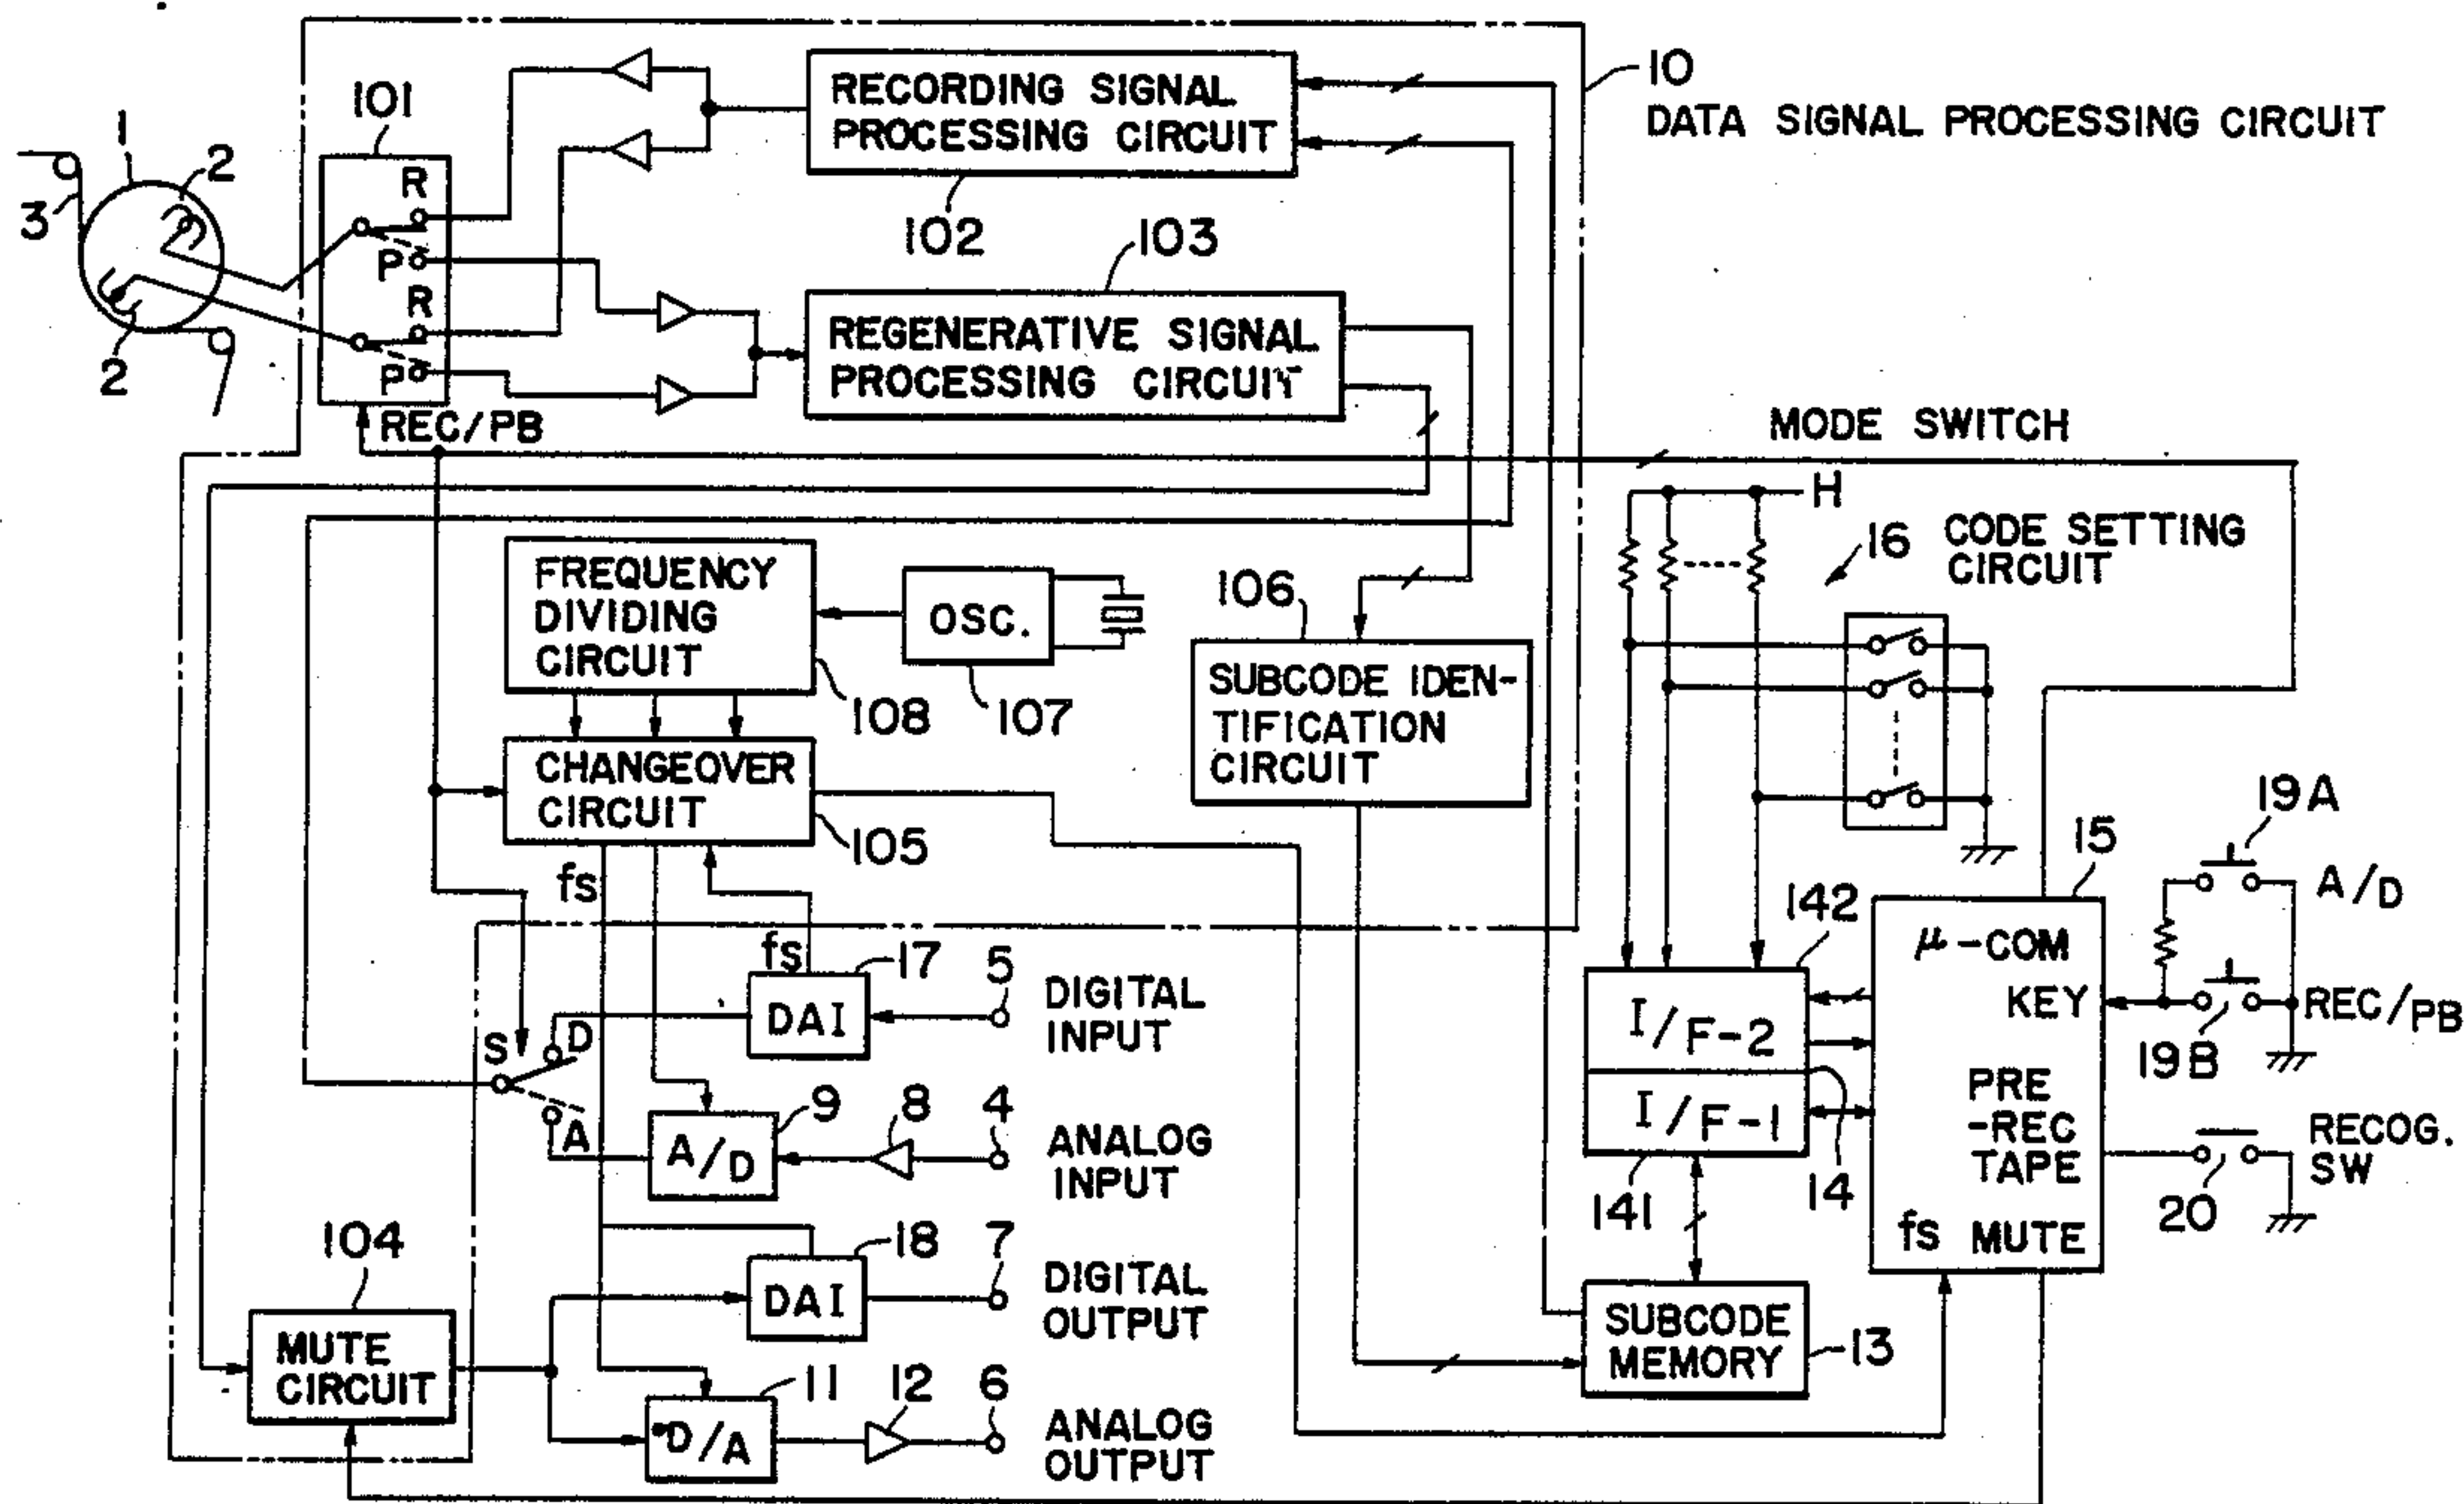 10
DATA SIGNAL PROCESSING CIRCUIT
RECORDING SIGNAL
PROCESSING CIRCUIT
102
101
1
2
3
2
R
P
R
P
REC/PB
103
REGENERATIVE SIGNAL
PROCESSING CIRCUIT
MODE SWITCH
H
16
CODE SETTING
CIRCUIT
FREQUENCY
DIVIDING
CIRCUIT
108
OSC.
107
106
SUBCODE IDEN-
TIFICATION
CIRCUIT
CHANGEOVER
CIRCUIT
105
fs
fs
17
DAI
5
DIGITAL
INPUT
S
D
A
9
A/D
8
4
ANALOG
INPUT
18
DAI
7
DIGITAL
OUTPUT
104
MUTE
CIRCUIT
11
D/A
12
6
ANALOG
OUTPUT
142
I/F-2
I/F-1
141
14
15
μ-COM
KEY
PRE
-REC
TAPE
fs MUTE
19A
A/D
REC/PB
19B
RECOG.
SW
20
SUBCODE
MEMORY
13